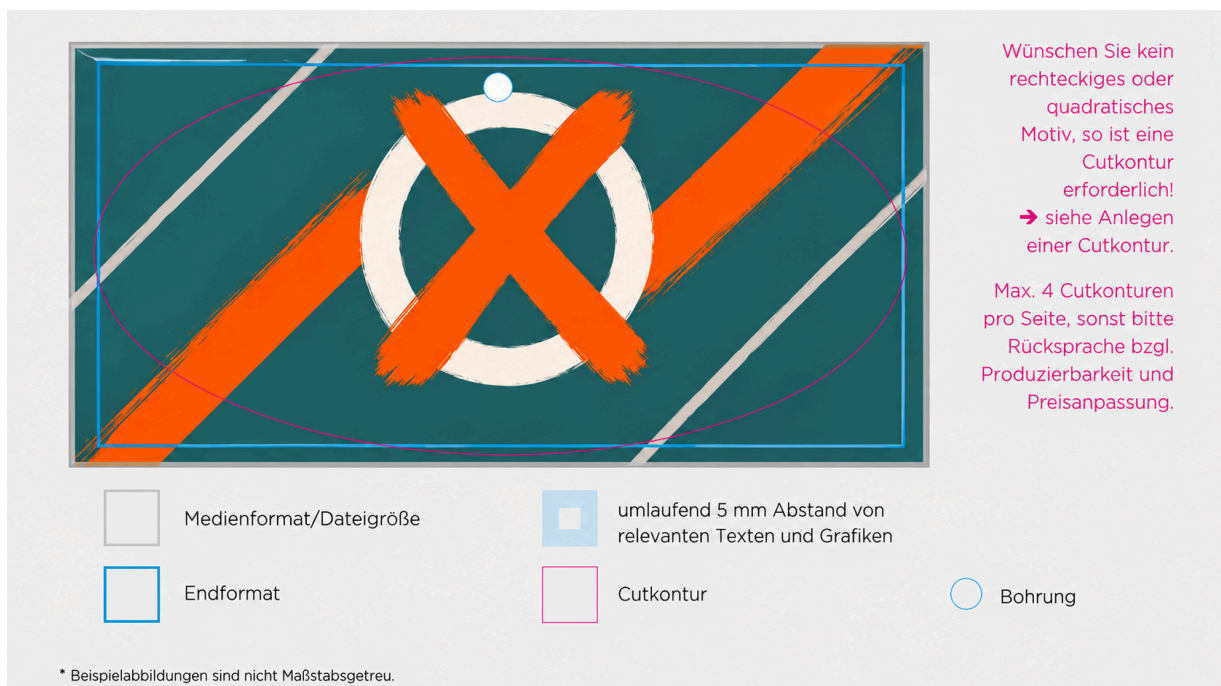 Wünschen Sie kein
rechteckiges oder
quadratisches
Motiv, so ist eine
Cutkontur
erforderlich!
➔ siehe Anlegen
einer Cutkontur.
Max. 4 Cutkonturen
pro Seite, sonst bitte
Rücksprache bzgl.
Produzierbarkeit und
Preisanpassung.
Medienformat/Dateigröße
umlaufend 5 mm Abstand von
relevanten Texten und Grafiken
Endformat
Cutkontur
Bohrung
* Beispielabbildungen sind nicht Maßstabsgetreu.